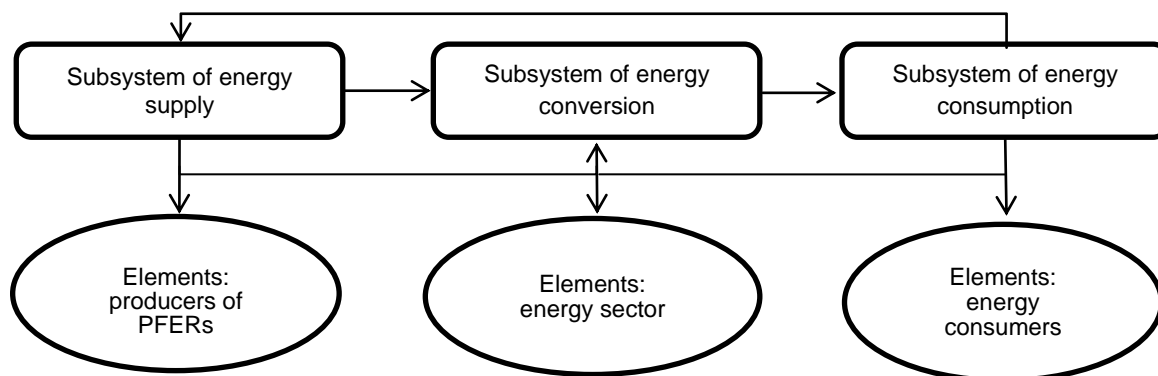 Subsystem of energy
supply
Subsystem of energy
conversion
Subsystem of energy
consumption
Elements:
producers of
PFERs
Elements:
energy sector
Elements:
energy
consumers